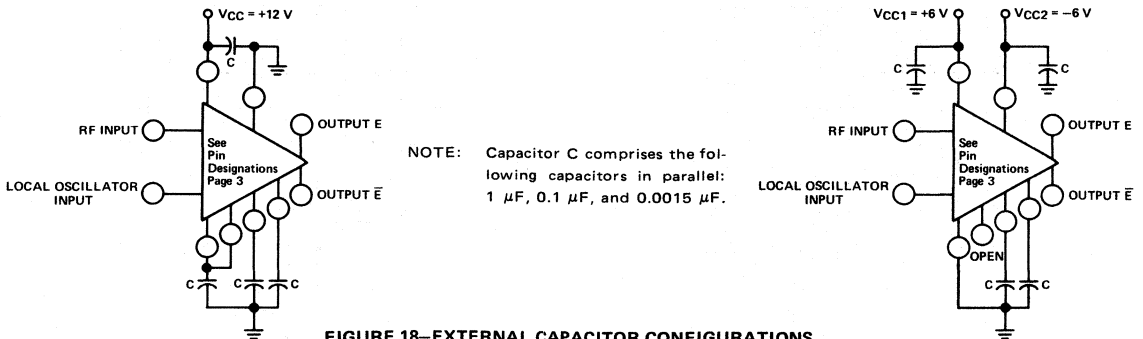 VCC = +12 V
C
RF INPUT
LOCAL OSCILLATOR
INPUT
See
Pin
Designations
Page 3
OUTPUT E
OUTPUT E̅
C
C
C
NOTE: Capacitor C comprises the fol-
lowing capacitors in parallel:
1 μF, 0.1 μF, and 0.0015 μF.
VCC1 = +6 V
VCC2 = −6 V
C
C
RF INPUT
LOCAL OSCILLATOR
INPUT
See
Pin
Designations
Page 3
OUTPUT E
OUTPUT E̅
OPEN
C
C
FIGURE 18–EXTERNAL CAPACITOR CONFIGURATIONS